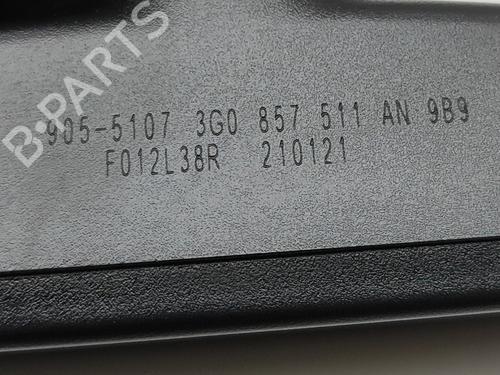 B-PARTS
905-5107 3G0 857 511 AN 9B9
F012L38R 210121